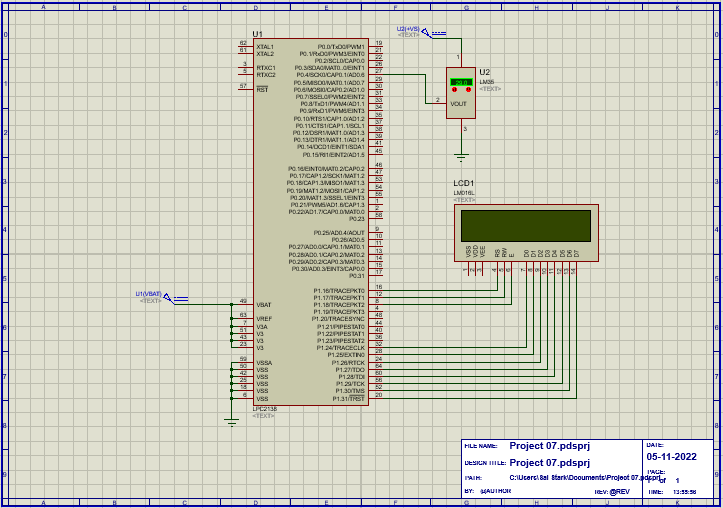 U1
62 XTAL1
61 XTAL2
3 RTXC1
5 RTXC2
57 RST
49 VBAT
63 VREF
7 V3A
51 V3
43 V3
23 V3
59 VSSA
50 VSS
42 VSS
25 VSS
18 VSS
6 VSS
LPC2138
<TEXT>
P0.0/TxD0/PWM1 19
P0.1/RxD0/PWM3/EINT0 21
P0.2/SCL0/CAP0.0 22
P0.3/SDA0/MAT0.0/EINT1 26
P0.4/SCK0/CAP0.1/AD0.6 27
P0.5/MISO0/MAT0.1/AD0.7 29
P0.6/MOSI0/CAP0.2/AD1.0 30
P0.7/SSEL0/PWM2/EINT2 31
P0.8/TxD1/PWM4/AD1.1 33
P0.9/RxD1/PWM6/EINT3 34
P0.10/RTS1/CAP1.0/AD1.2 35
P0.11/CTS1/CAP1.1/SCL1 37
P0.12/DSR1/MAT1.0/AD1.3 38
P0.13/DTR1/MAT1.1/AD1.4 39
P0.14/DCD1/EINT1/SDA1 41
P0.15/RI1/EINT2/AD1.5 45
P0.16/EINT0/MAT0.2/CAP0.2 46
P0.17/CAP1.2/SCK1/MAT1.2 47
P0.18/CAP1.3/MISO1/MAT1.3 53
P0.19/MAT1.2/MOSI1/CAP1.2 54
P0.20/MAT1.3/SSEL1/EINT3 55
P0.21/PWM5/AD1.6/CAP1.3 1
P0.22/AD1.7/CAP0.0/MAT0.0 2
P0.23 58
P0.25/AD0.4/AOUT 9
P0.26/AD0.5 10
P0.27/AD0.0/CAP0.1/MAT0.1 11
P0.28/AD0.1/CAP0.2/MAT0.2 13
P0.29/AD0.2/CAP0.3/MAT0.3 14
P0.30/AD0.3/EINT3/CAP0.0 15
P0.31 17
P1.16/TRACEPKT0 16
P1.17/TRACEPKT1 12
P1.18/TRACEPKT2 8
P1.19/TRACEPKT3 4
P1.20/TRACESYNC 48
P1.21/PIPESTAT0 44
P1.22/PIPESTAT1 40
P1.23/PIPESTAT2 36
P1.24/TRACECLK 32
P1.25/EXTIN0 28
P1.26/RTCK 24
P1.27/TDO 64
P1.28/TDI 60
P1.29/TCK 56
P1.30/TMS 52
P1.31/TRST 20
U1(VBAT)
<TEXT>
U2(+VS)
<TEXT>
1
U2
LM35
<TEXT>
2 VOUT
3
LCD1
LM016L
<TEXT>
VSS VDD VEE RS RW E D0 D1 D2 D3 D4 D5 D6 D7
1 2 3 4 5 6 7 8 9 10 11 12 13 14
A B C D E F G H J K
0
1
2
3
4
5
6
7
8
9
A B C D E F G H J K
FILE NAME: Project 07.pdsprj
DESIGN TITLE: Project 07.pdsprj
PATH: C:\Users\Sai Stark\Documents\Project 07.pdsprj
BY: @AUTHOR REV: @REV
DATE:
05-11-2022
PAGE:
1 of 1
TIME: 13:55:56